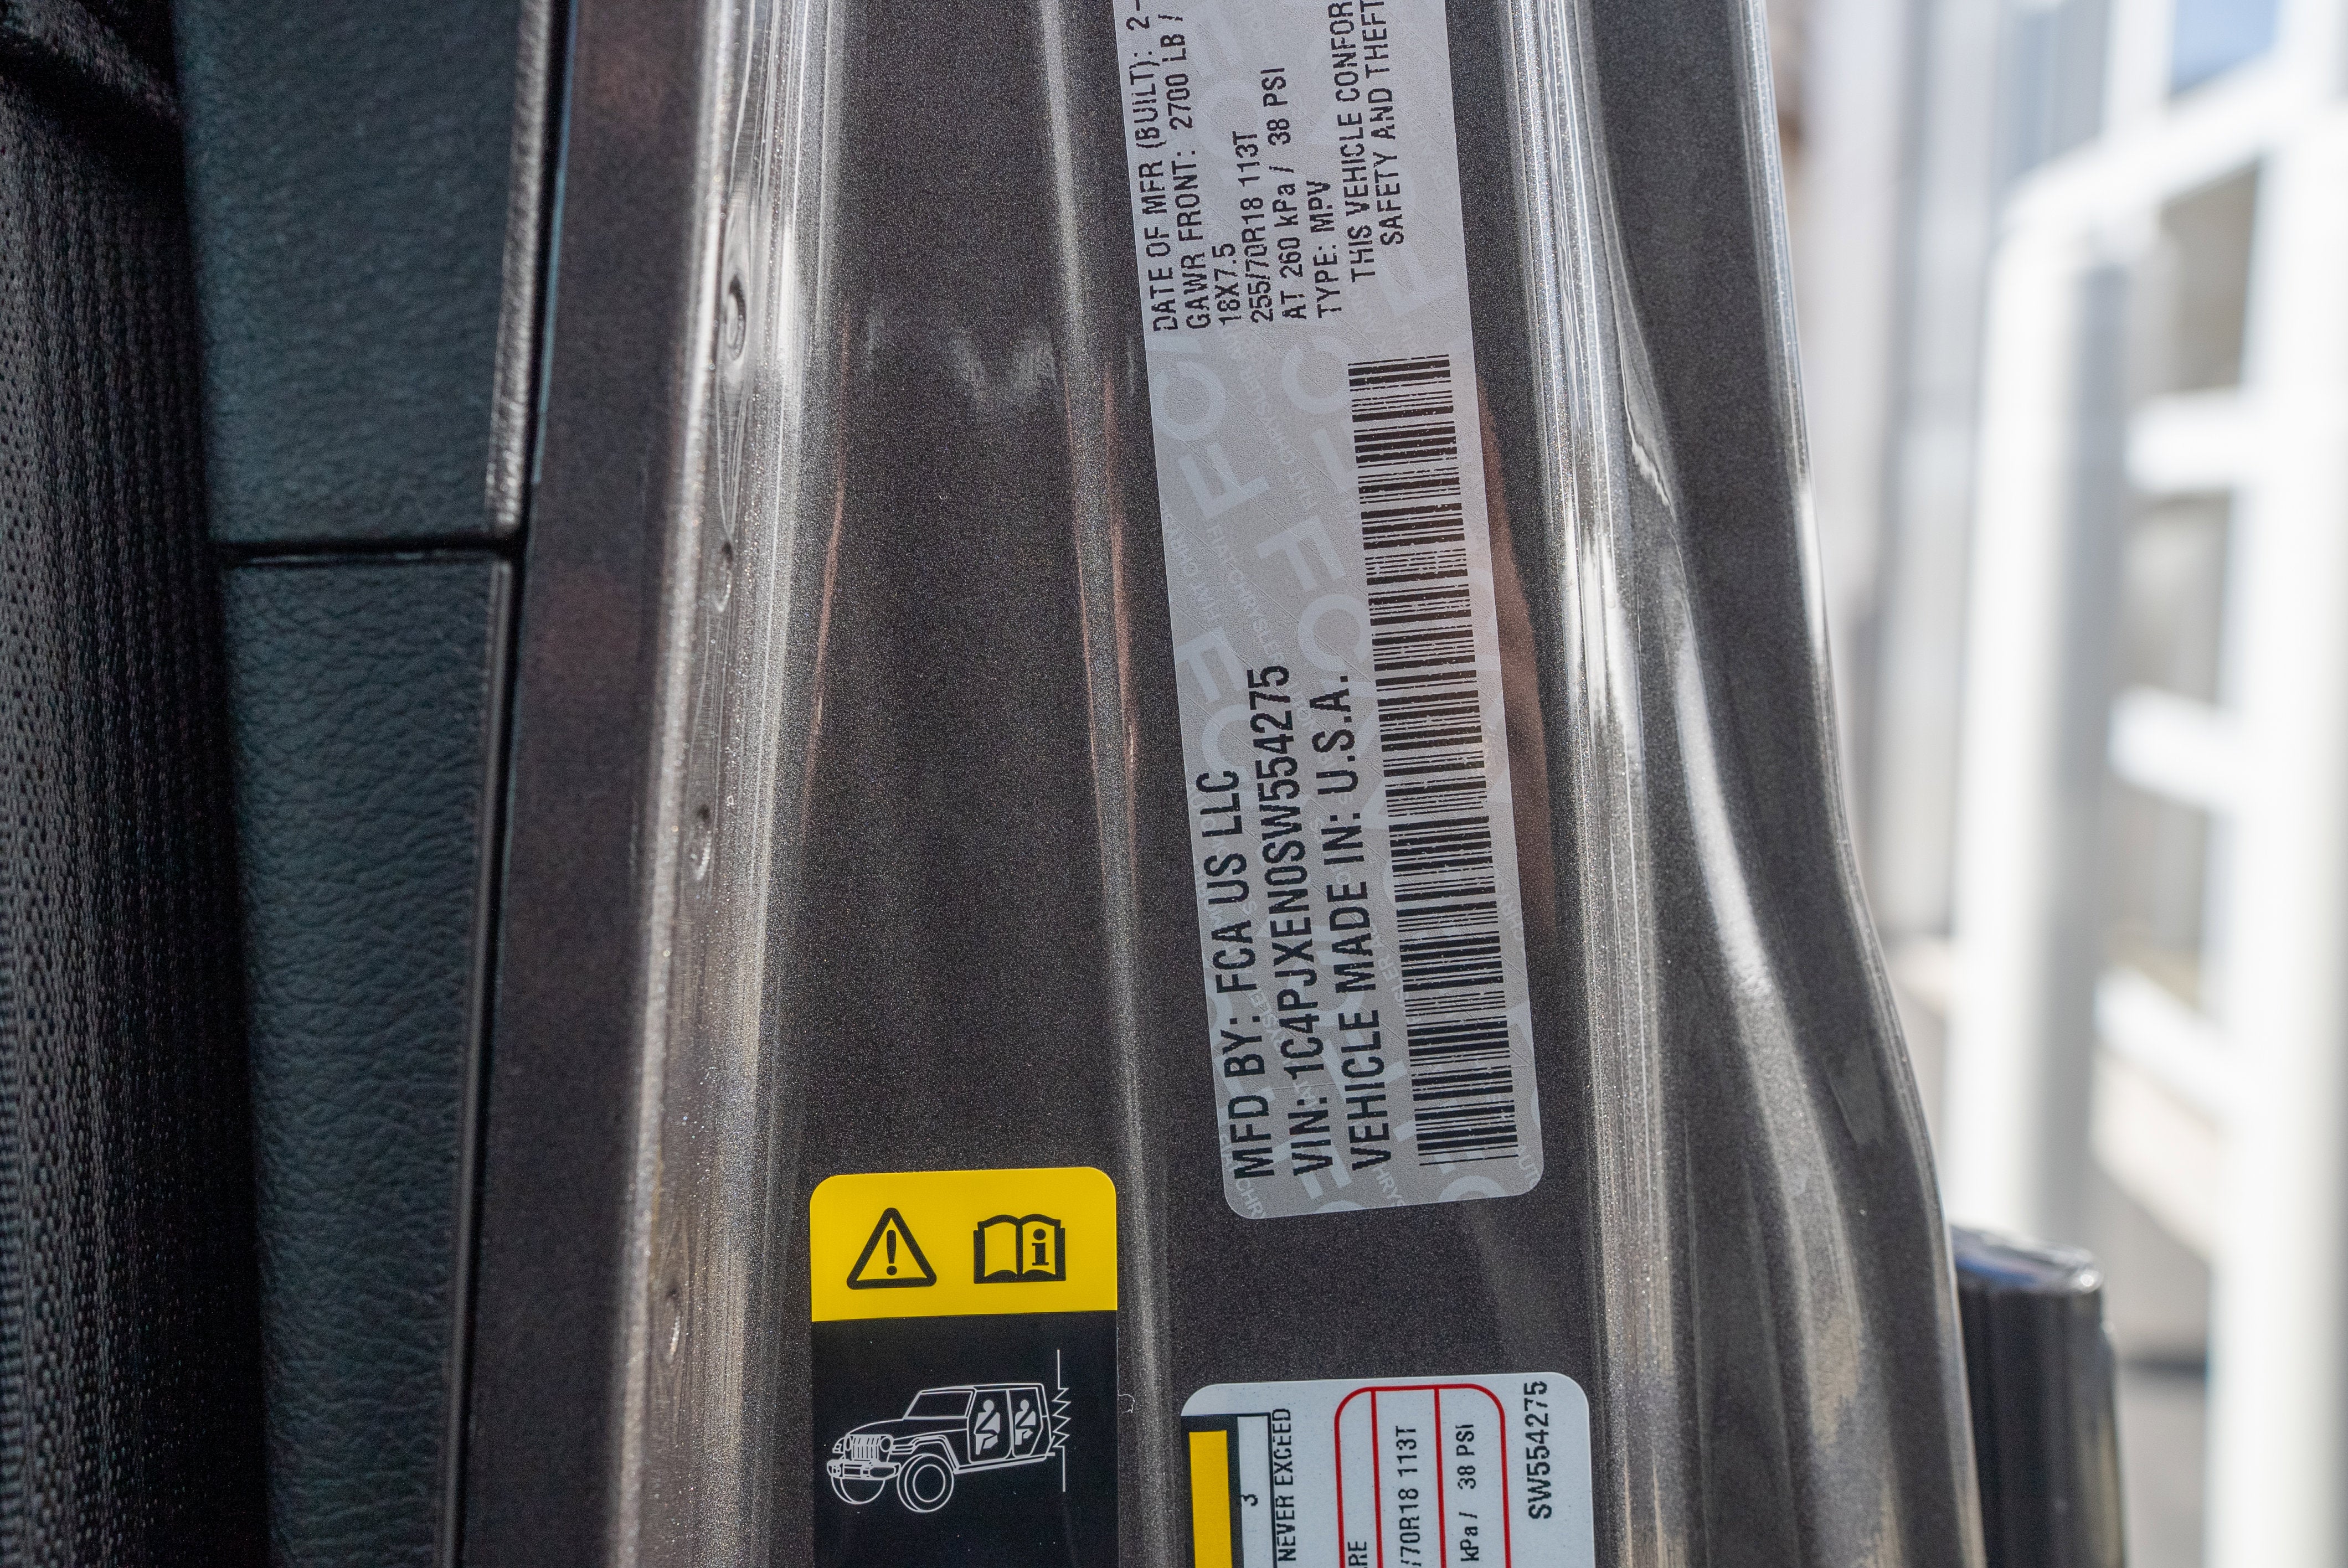 MFD BY: FCA US LLC
VIN: 1C4PJXEN0SW554275
VEHICLE MADE IN: U.S.A.
DATE OF MFR (BUILT): 2-
GAWR FRONT: 2700 LB /
18X7.5
255/70R18 113T
AT 260 kPa / 38 PSI
TYPE: MPV
THIS VEHICLE CONFOR
SAFETY AND THEFT
3
NEVER EXCEED
RE
/70R18 113T
kPa / 38 PSI
SW554275